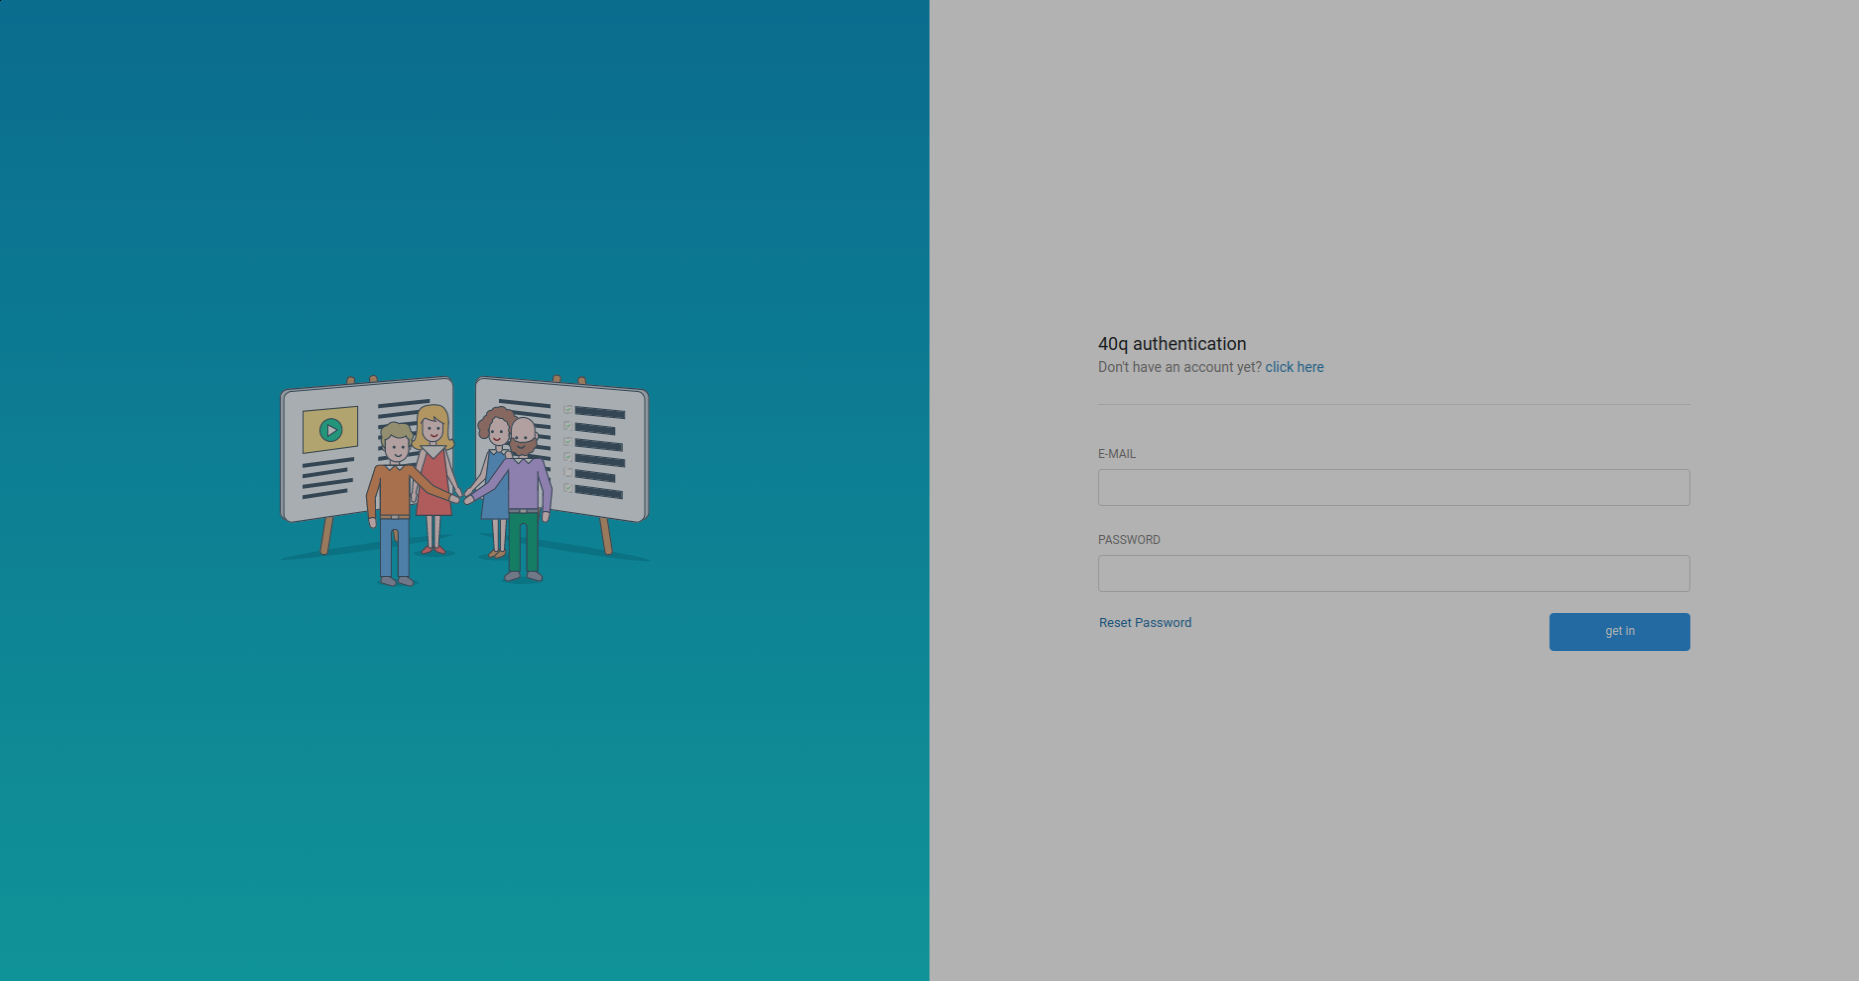 40q authentication
Don't have an account yet? click here
E-MAIL
PASSWORD
Reset Password
get in